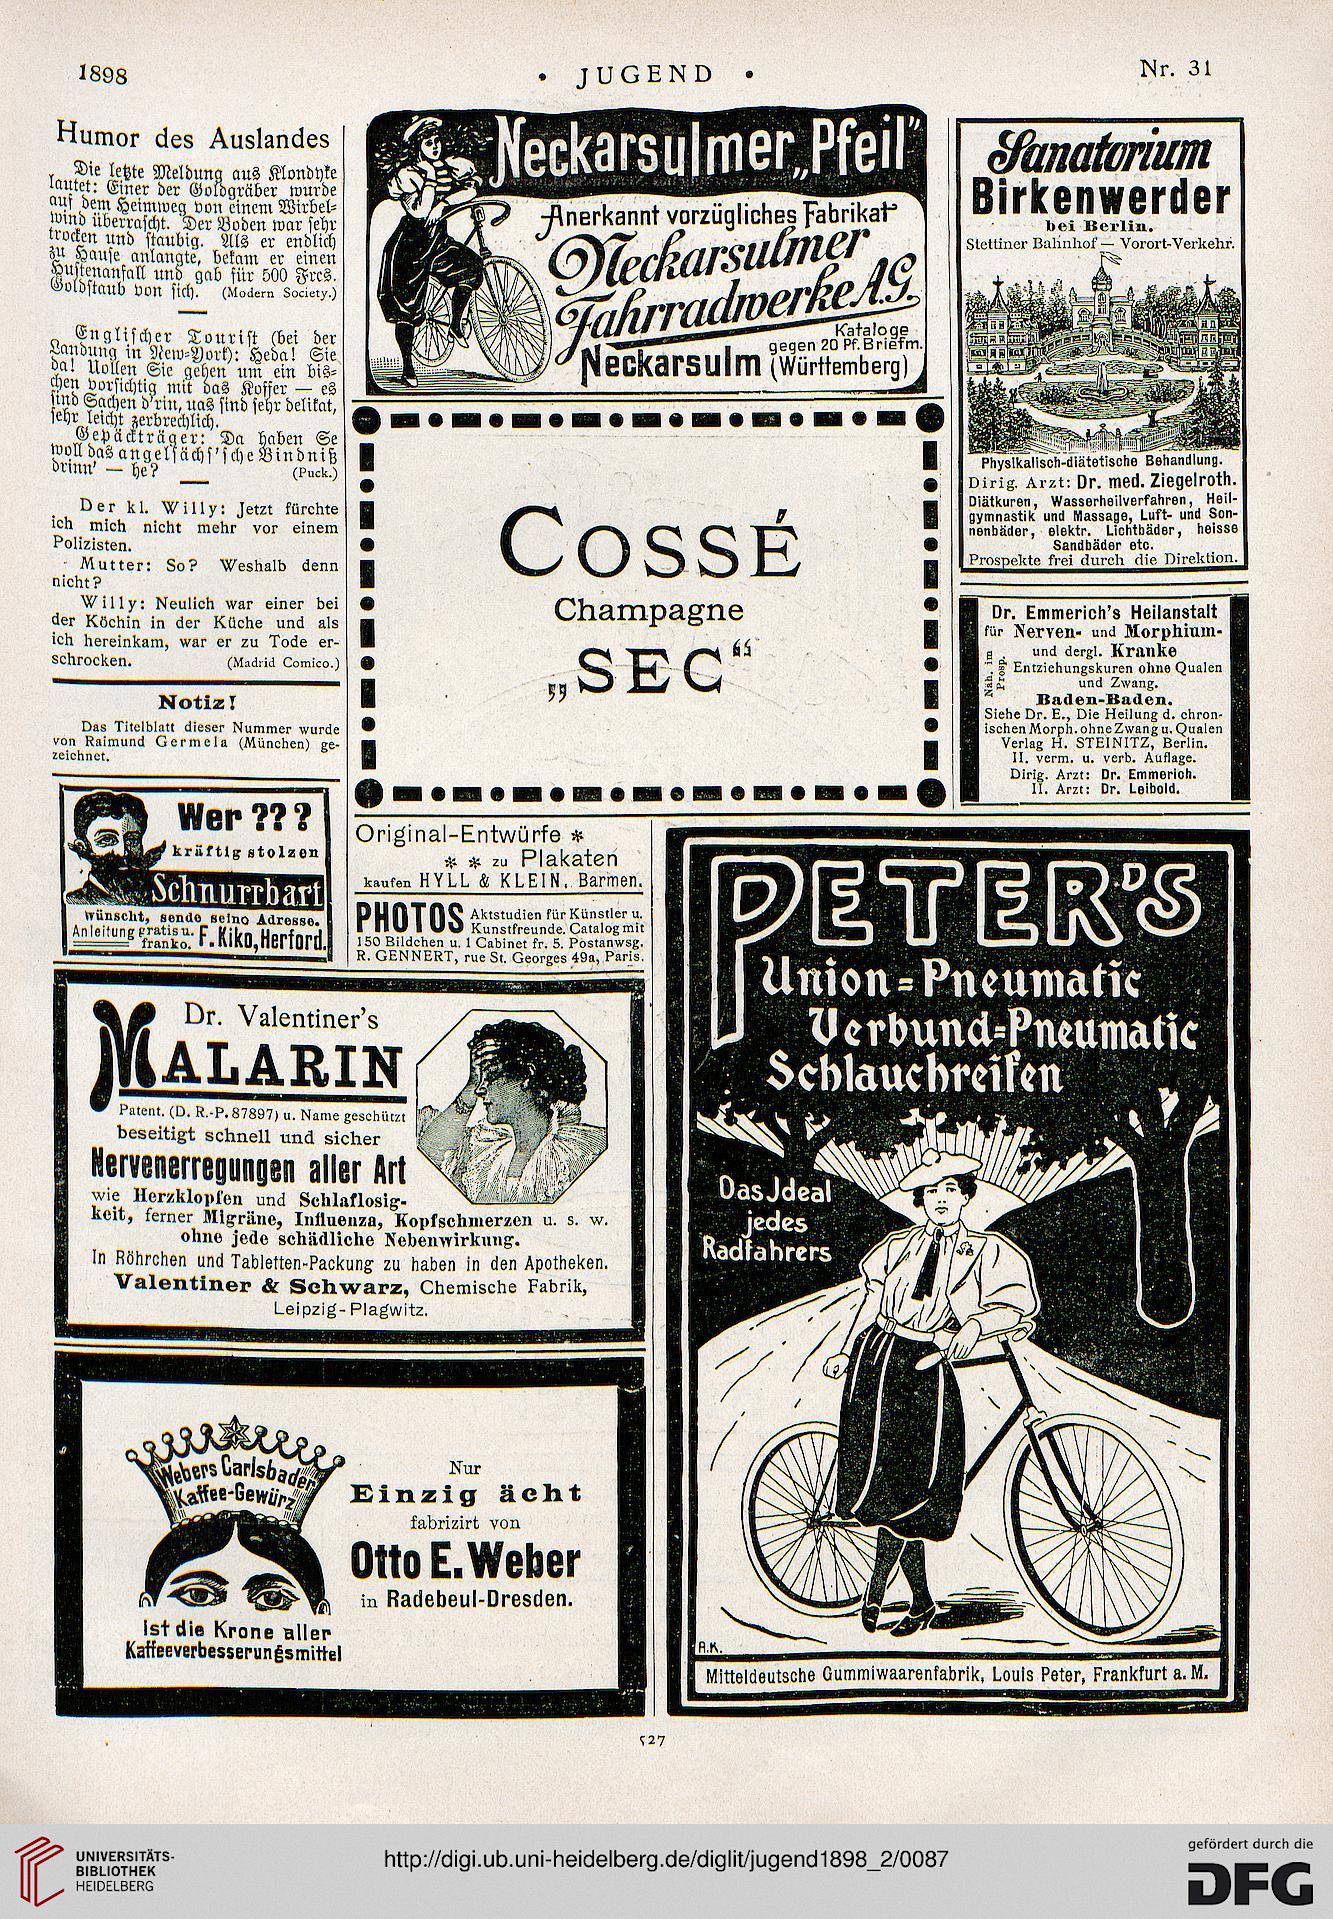 1898
• JUGEND •
Nr. 31
Humor des Auslandes
Die letzte Meldung aus Klondyke
lautet: Einer der Goldgräber wurde
auf dem Heimweg von einem Wirbel-
wind überrascht. Der Boden war sehr
trocken und staubig. Als er endlich
zu Hause anlangte, bekam er einen
Hustenanfall und gab für 500 Frcs.
Goldstaub von sich. (Modern Society.)
Englischer Tourist (bei der
Landung in New-York): Heda! Sie
da! Uollen Sie gehen um ein bis-
chen vorsichtig mit das Koffer — es
sind Sachen d'rin, uas sind sehr delikat,
sehr leicht zerbrechlich.
Gepäckträger: Da haben Se
woll das angelsächs'sche Bindniß
drinn' — he? (Puck.)
Der kl. Willy: Jetzt fürchte
ich mich nicht mehr vor einem
Polizisten.
Mutter: So? Weshalb denn
nicht?
Willy: Neulich war einer bei
der Köchin in der Küche und als
ich hereinkam, war er zu Tode er-
schrocken. (Madrid Comico.)
Notiz!
Das Titelblatt dieser Nummer wurde
von Raimund Germela (München) ge-
zeichnet.
Wer ???
kräftig stolzen
Schnurrbart
wünscht, sende seine Adresse.
Anleitung gratis u.
franko. F. Kiko, Herford.
Neckarsulmer „Pfeil"
Anerkannt vorzügliches Fabrikat
Neckarsulmer
Fahrradwerke A.G.
Kataloge
gegen 20 Pf. Briefm.
Neckarsulm (Württemberg)
COSSÉ
Champagne
„SEC“
Original-Entwürfe *
* * zu Plakaten
kaufen HYLL & KLEIN, Barmen.
PHOTOS Aktstudien für Künstler u.
Kunstfreunde. Catalog mit
150 Bildchen u. 1 Cabinet fr. 5. Postanwsg.
R. GENNERT, rue St. Georges 49a, Paris.
Sanatorium
Birkenwerder
bei Berlin.
Stettiner Bahnhof — Vorort-Verkehr.
Physikalisch-diätetische Behandlung.
Dirig. Arzt: Dr. med. Ziegelroth.
Diätkuren, Wasserheilverfahren, Heil-
gymnastik und Massage, Luft- und Son-
nenbäder, elektr. Lichtbäder, heisse
Sandbäder etc.
Prospekte frei durch die Direktion.
Dr. Emmerich's Heilanstalt
für Nerven- und Morphium-
und dergl. Kranke
Näh. im
Prosp.
Entziehungskuren ohne Qualen
und Zwang.
Baden-Baden.
Siehe Dr. E., Die Heilung d. chron-
ischen Morph. ohne Zwang u. Qualen
Verlag H. STEINITZ, Berlin.
II. verm. u. verb. Auflage.
Dirig. Arzt: Dr. Emmerich.
II. Arzt: Dr. Leibold.
Dr. Valentiner's
MALARIN
Patent. (D. R.-P. 87897) u. Name geschützt
beseitigt schnell und sicher
Nervenerregungen aller Art
wie Herzklopfen und Schlaflosig-
keit, ferner Migräne, Influenza, Kopfschmerzen u. s. w.
ohne jede schädliche Nebenwirkung.
In Röhrchen und Tabletten-Packung zu haben in den Apotheken.
Valentiner & Schwarz, Chemische Fabrik,
Leipzig-Plagwitz.
Webers Carlsbader
Kaffee-Gewürz
Ist die Krone aller
Kaffeeverbesserungsmittel
Nur
Einzig ächt
fabrizirt von
Otto E. Weber
in Radebeul-Dresden.
PETER'S
Union-Pneumatic
Verbund-Pneumatic
Schlauchreifen
Das Jdeal
jedes
Radfahrers
A.K.
Mitteldeutsche Gummiwaarenfabrik, Louis Peter, Frankfurt a. M.
527
UNIVERSITÄTS-
BIBLIOTHEK
HEIDELBERG
http://digi.ub.uni-heidelberg.de/diglit/jugend1898_2/0087
gefördert durch die
DFG